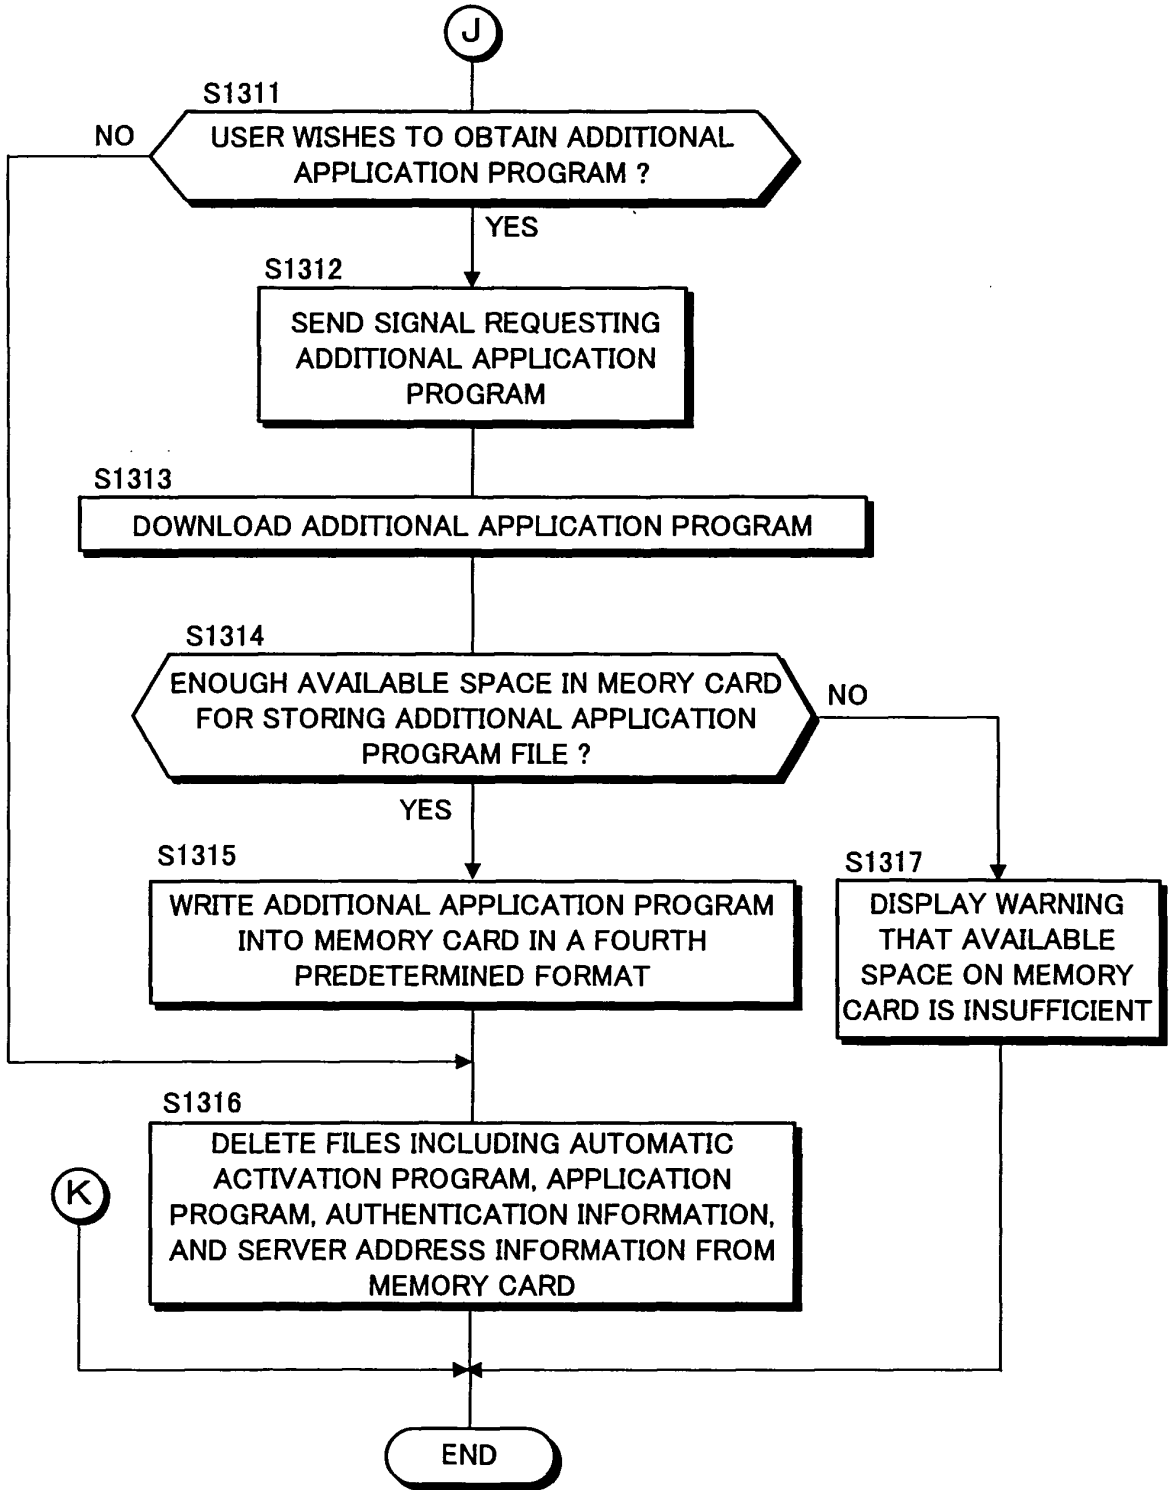 J
S1311
NO
USER WISHES TO OBTAIN ADDITIONAL
APPLICATION PROGRAM ?
YES
S1312
SEND SIGNAL REQUESTING
ADDITIONAL APPLICATION
PROGRAM
S1313
DOWNLOAD ADDITIONAL APPLICATION PROGRAM
S1314
ENOUGH AVAILABLE SPACE IN MEORY CARD
FOR STORING ADDITIONAL APPLICATION
PROGRAM FILE ?
NO
YES
S1315
WRITE ADDITIONAL APPLICATION PROGRAM
INTO MEMORY CARD IN A FOURTH
PREDETERMINED FORMAT
S1317
DISPLAY WARNING
THAT AVAILABLE
SPACE ON MEMORY
CARD IS INSUFFICIENT
S1316
DELETE FILES INCLUDING AUTOMATIC
ACTIVATION PROGRAM, APPLICATION
PROGRAM, AUTHENTICATION INFORMATION,
AND SERVER ADDRESS INFORMATION FROM
MEMORY CARD
K
END